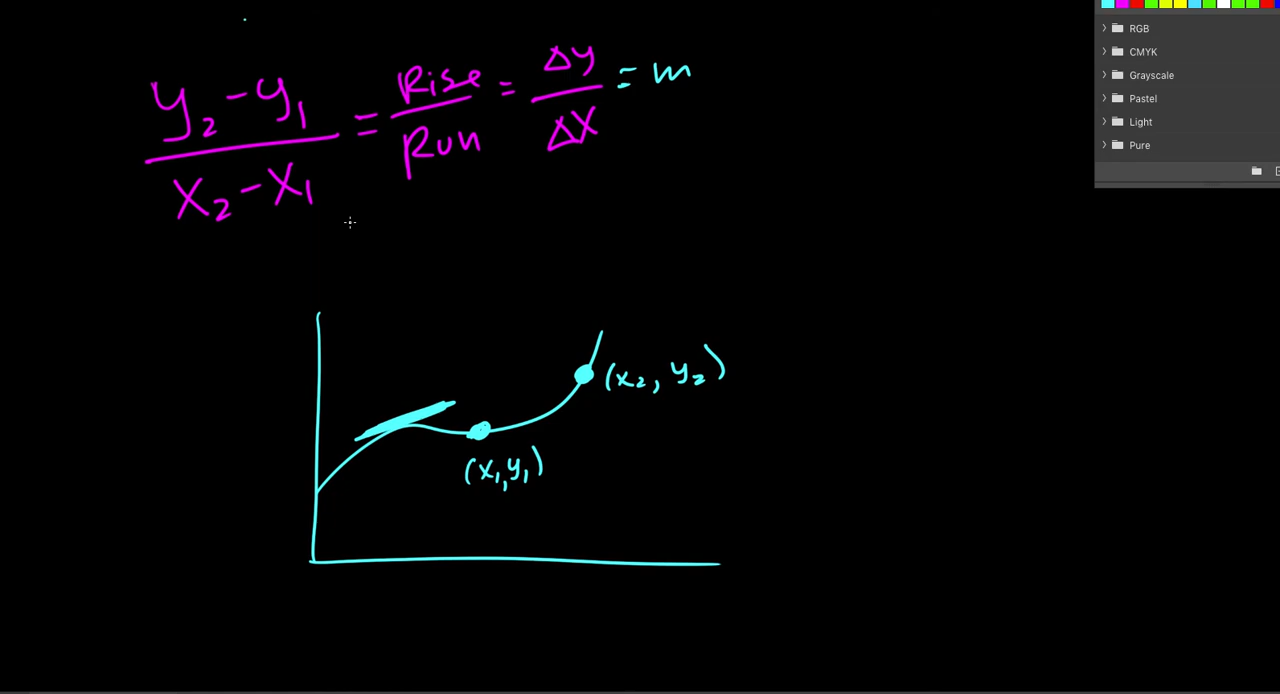 y₂ - y₁ / x₂ - x₁ = Rise / Run = Δy / Δx = m
(x₂, y₂)
(x₁, y₁)
RGB
CMYK
Grayscale
Pastel
Light
Pure